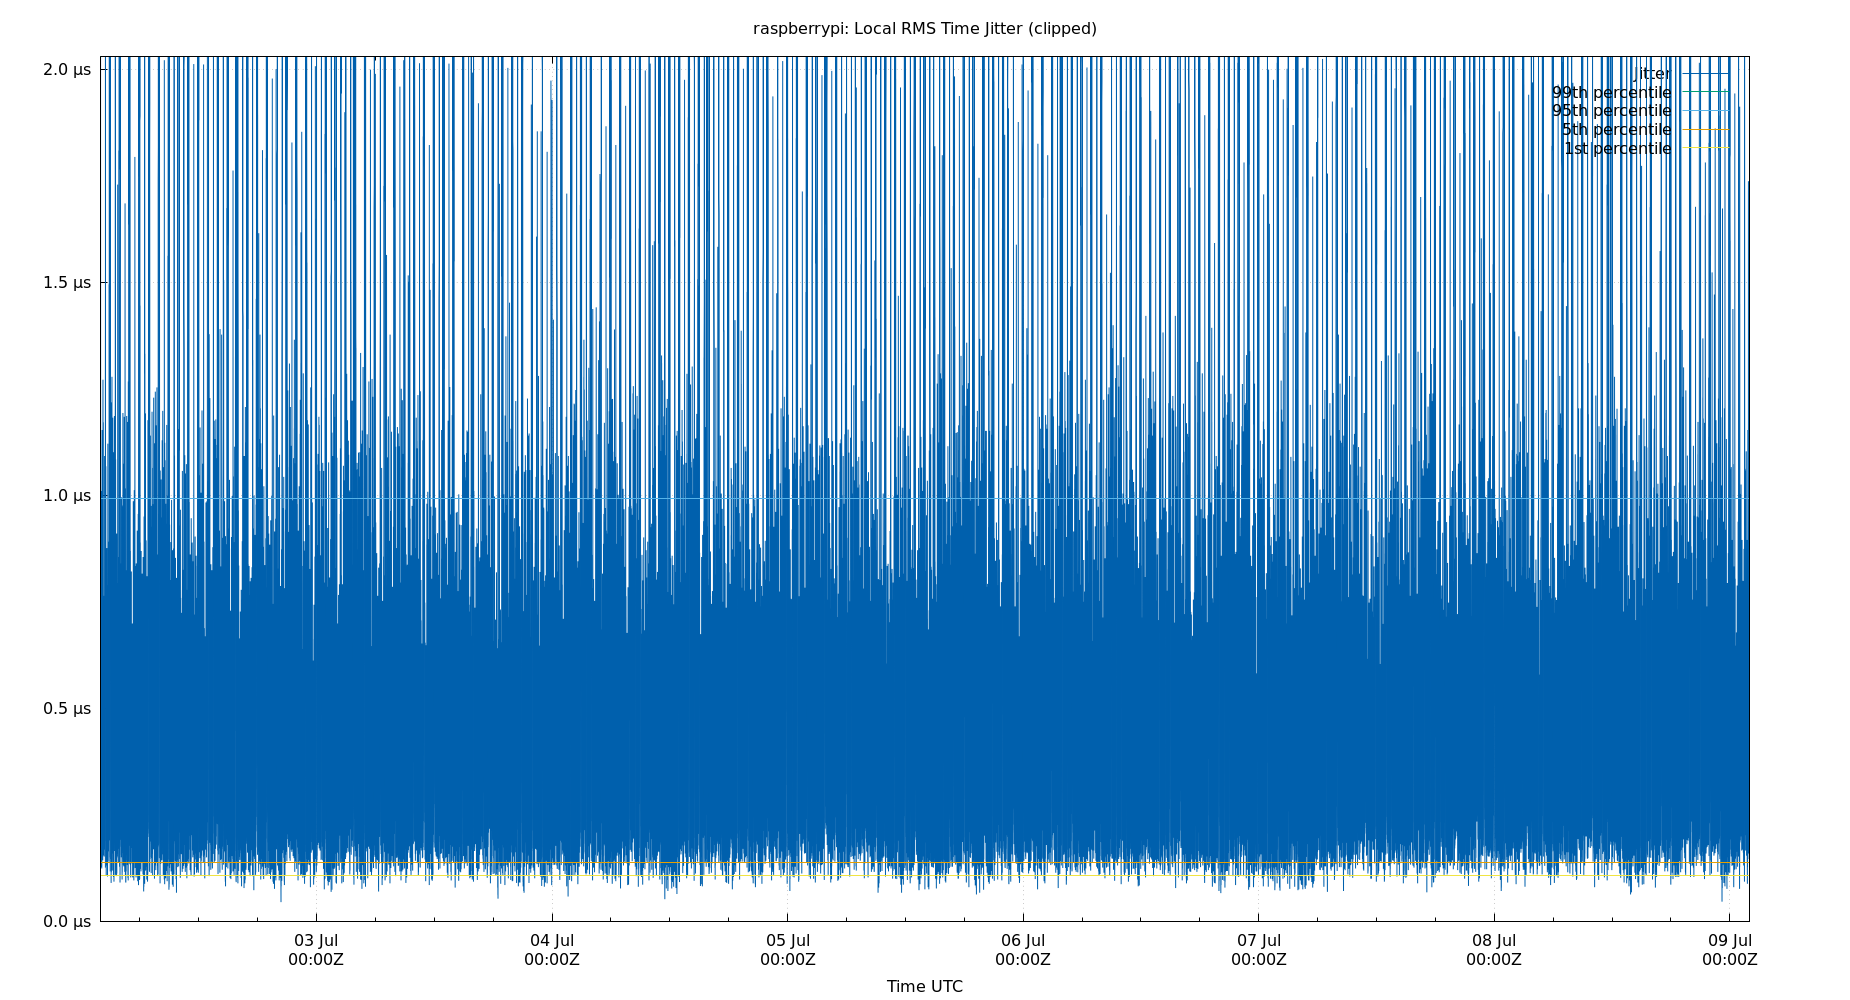 raspberrypi: Local RMS Time Jitter (clipped)
2.0 µs
1.5 µs
1.0 µs
0.5 µs
0.0 µs
jitter
99th percentile
95th percentile
5th percentile
1st percentile
03 Jul
00:00Z
04 Jul
00:00Z
05 Jul
00:00Z
06 Jul
00:00Z
07 Jul
00:00Z
08 Jul
00:00Z
09 Jul
00:00Z
Time UTC